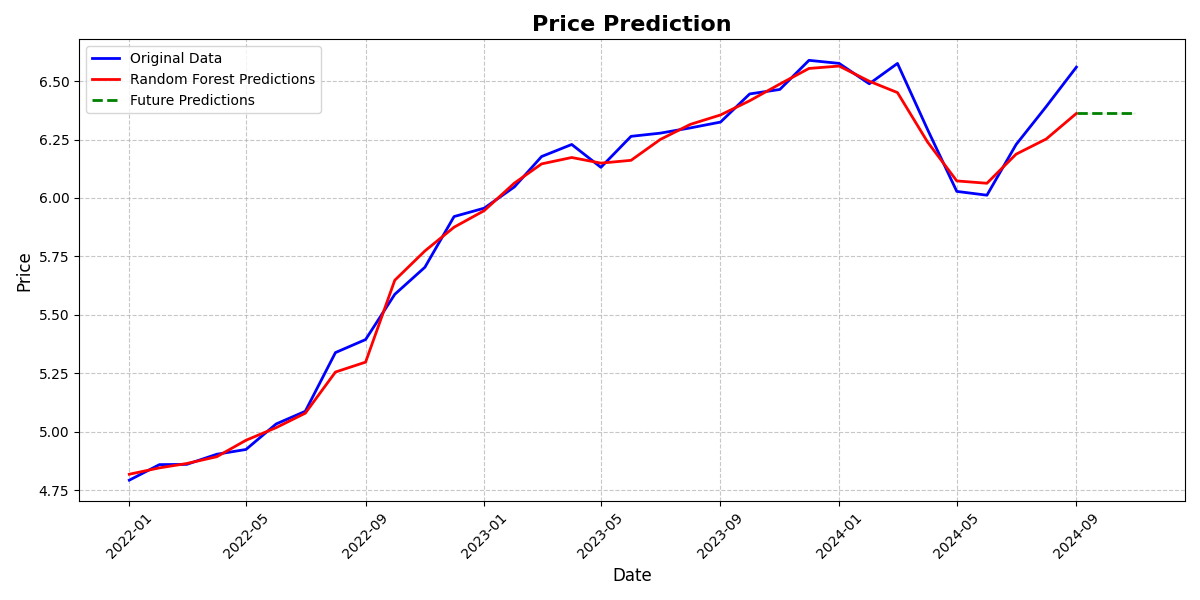 Price Prediction
Original Data
Random Forest Predictions
Future Predictions
Price
6.50
6.25
6.00
5.75
5.50
5.25
5.00
4.75
2022-01
2022-05
2022-09
2023-01
2023-05
2023-09
2024-01
2024-05
2024-09
Date